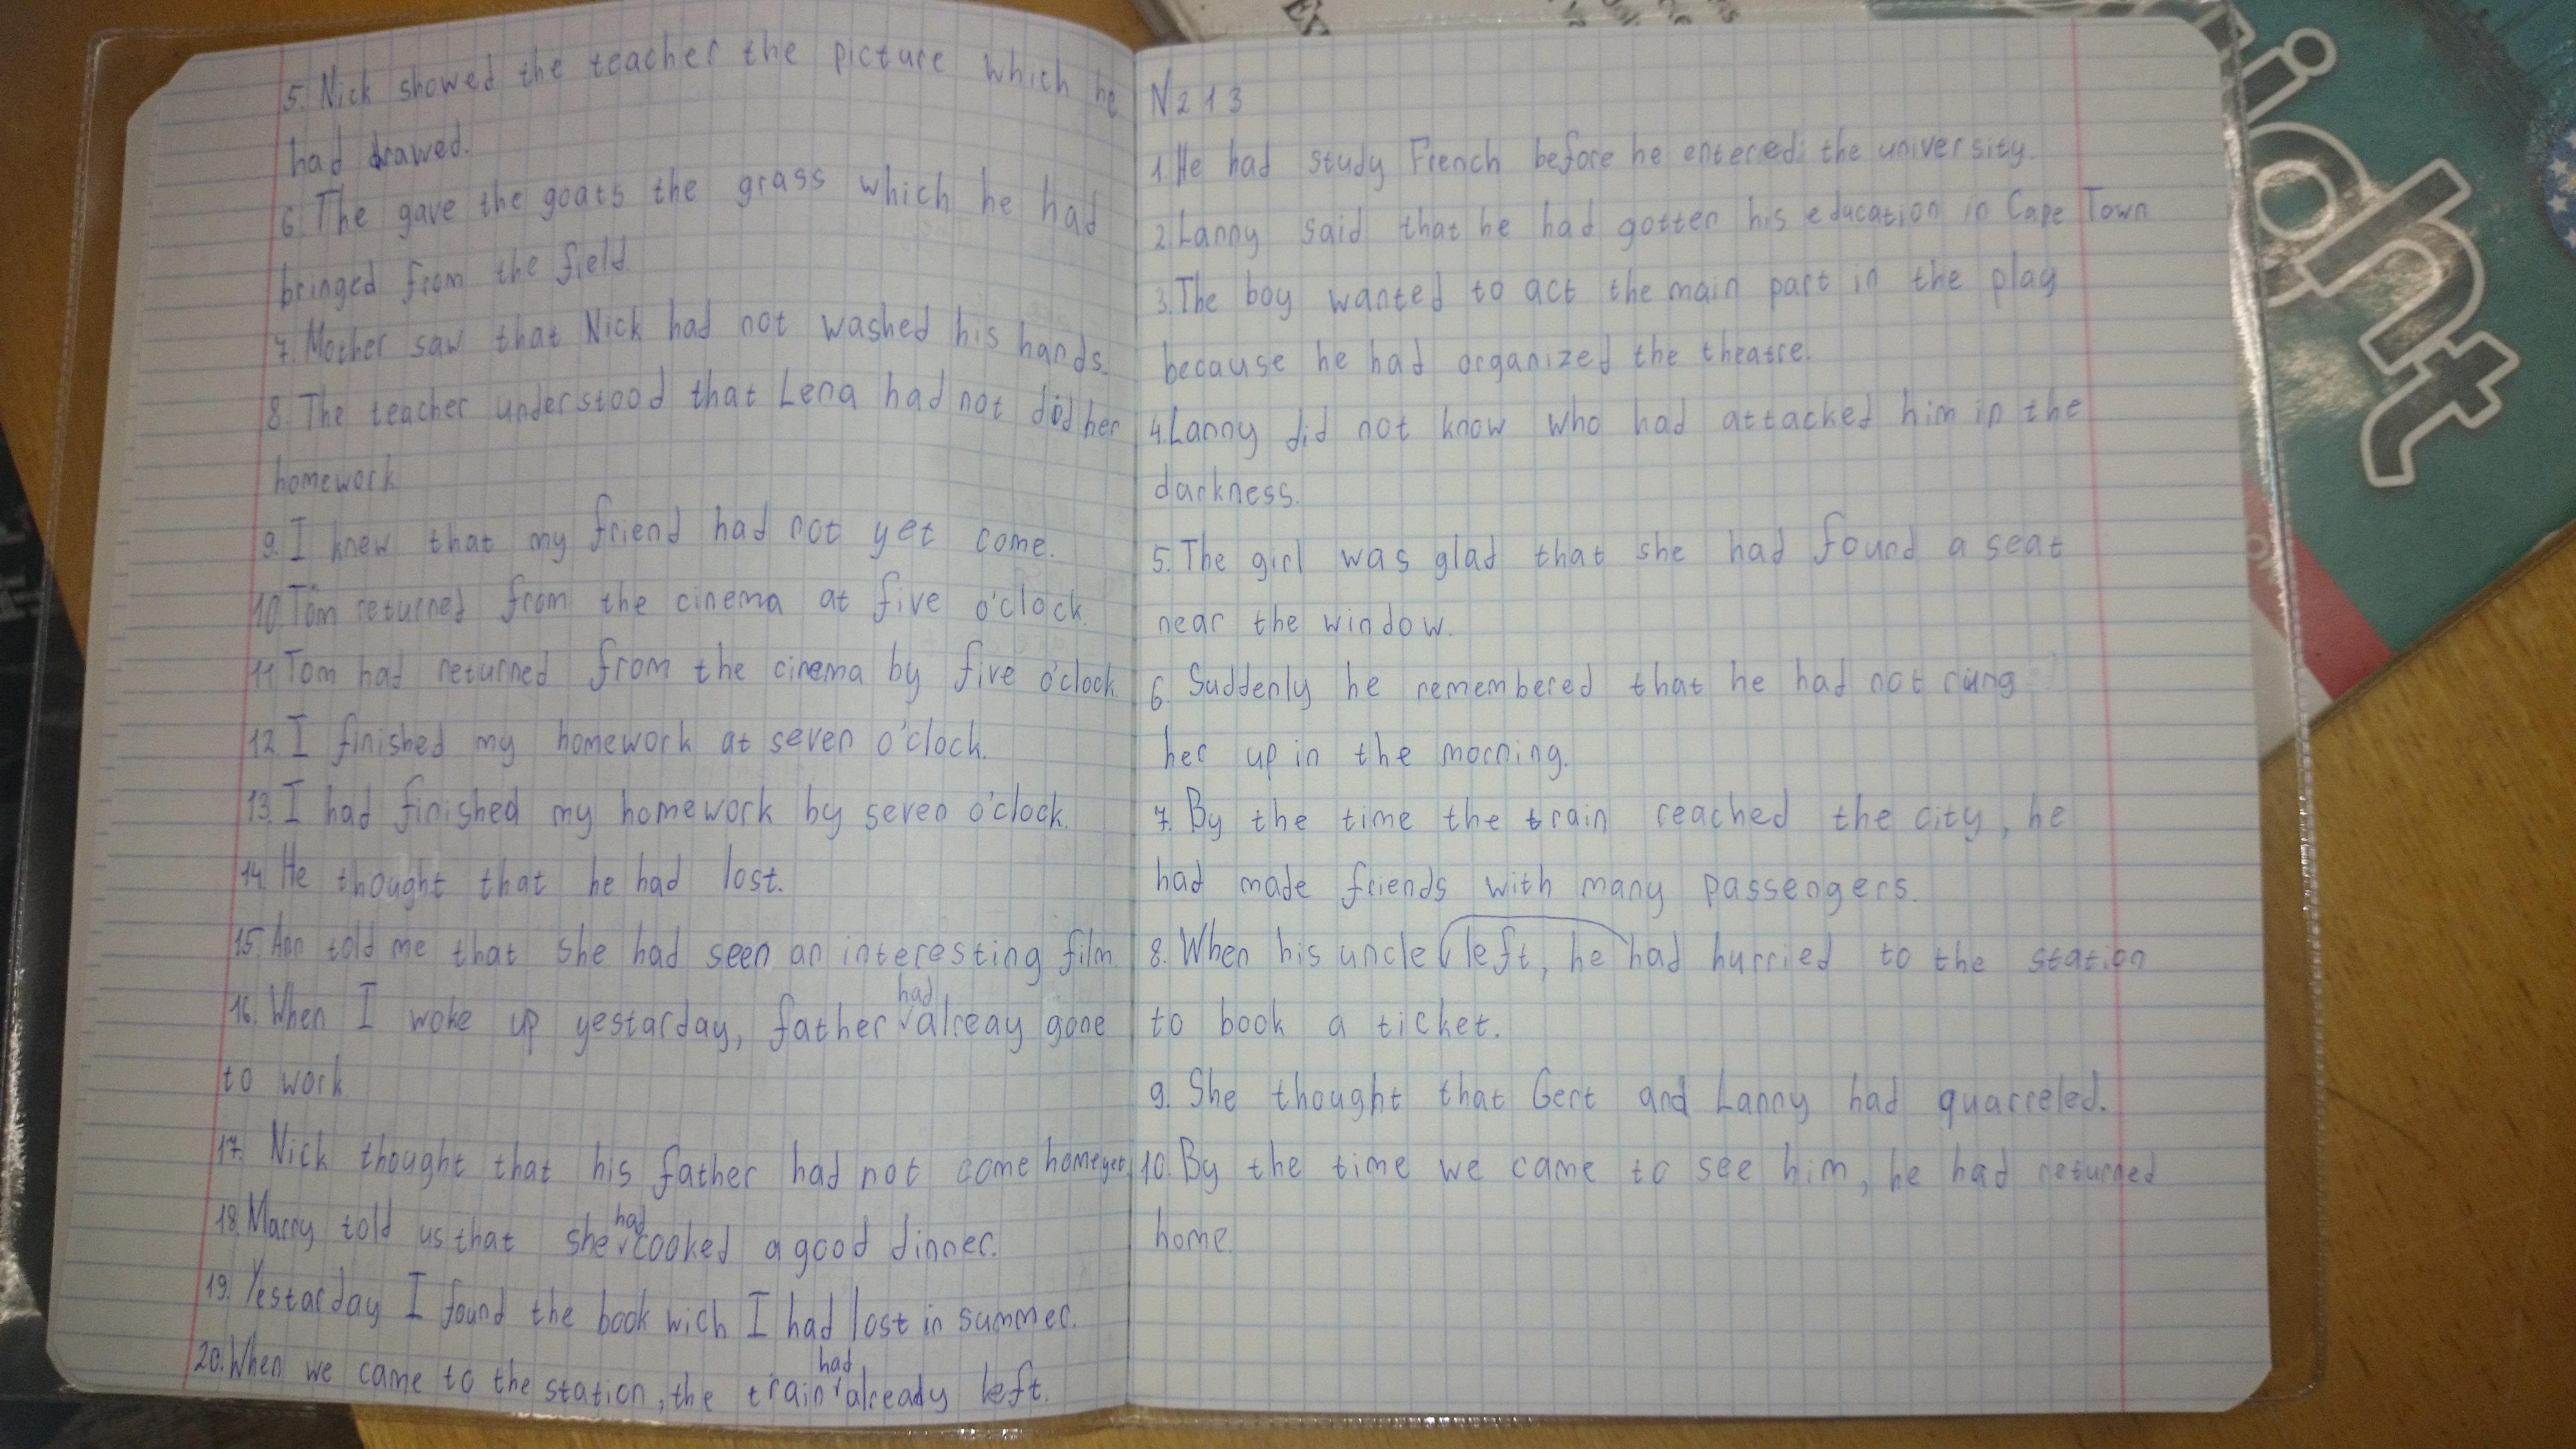 5. Nick showed the teacher the picture which he
had drawed.
6. The gave the goats the grass which he had
bringed from the field.
7. Mother saw that Nick had not washed his hands.
8. The teacher understood that Lena had not did her
homework
9. I knew that my friend had not yet come.
10. Tom returned from the cinema at five o'clock.
11 Tom had returned from the cinema by five o'clock.
12. I finished my homework at seven o'clock.
13. I had finished my homework by seven o'clock.
14. He thought that he had lost.
15. Ann told me that she had seen an interesting film.
16. When I woke up yestarday, father had alreay gone
to work.
17. Nick thought that his father had not come home yet.
18. Marry told us that she had cooked a good dinner.
19. Yestarday I found the book wich I had lost in summer.
20. When we came to the station, the train had already left.
N213
1. He had study French before he entered the university.
2. Lanny said that he had gotten his education in Cape Town
3. The boy wanted to act the main part in the play
because he had organized the theatre.
4. Lanny did not know who had attacked him in the
darkness.
5. The girl was glad that she had found a seat
near the window.
6. Suddenly he remembered that he had not rung
her up in the morning.
7. By the time the train reached the city, he
had made friends with many passengers.
8. When his uncle left, he had hurried to the station
to book a ticket.
9. She thought that Gert and Lanny had quarreled.
10. By the time we came to see him, he had returned
home.
ight